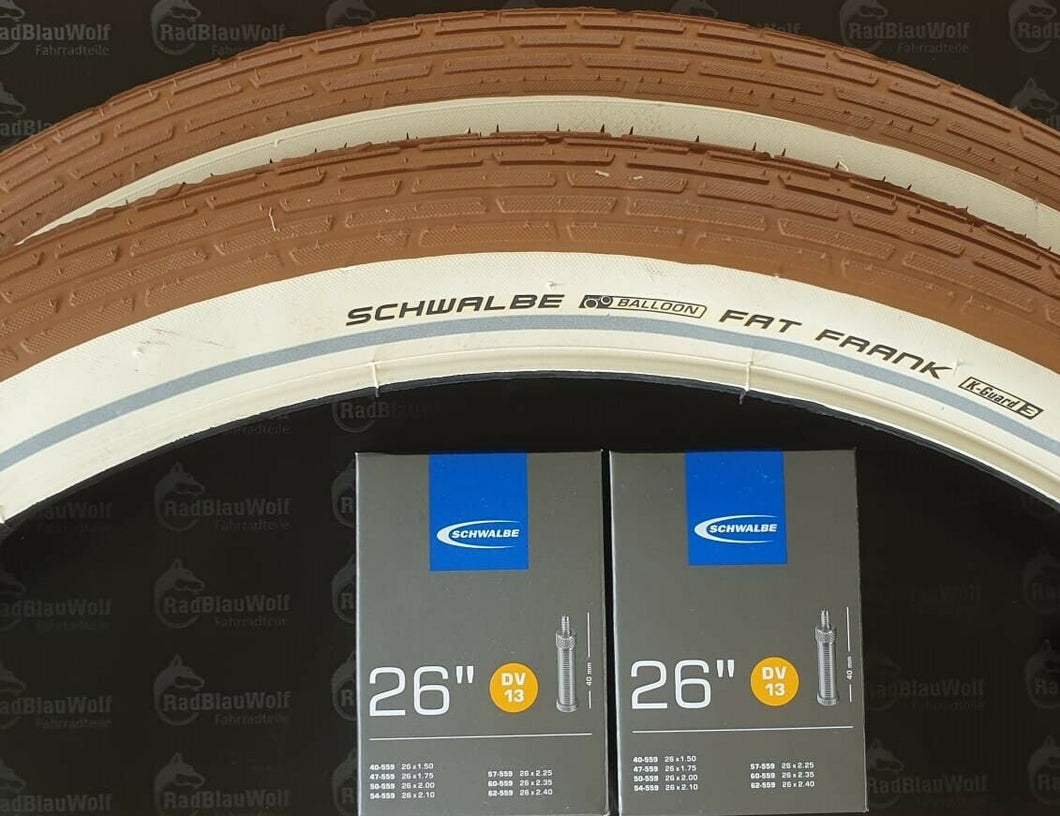 RadBlauWolf
Fahrradteile
SCHWALBE BALLOON FAT FRANK K-Guard 3
SCHWALBE
26"
DV
13
40 mm
40-559 26 x 1.50
47-559 26 x 1.75
50-559 26 x 2.00
54-559 26 x 2.10
57-559 26 x 2.25
60-559 26 x 2.35
62-559 26 x 2.40
SCHWALBE
26"
DV
13
40 mm
40-559 26 x 1.50
47-559 26 x 1.75
50-559 26 x 2.00
54-559 26 x 2.10
57-559 26 x 2.25
60-559 26 x 2.35
62-559 26 x 2.40